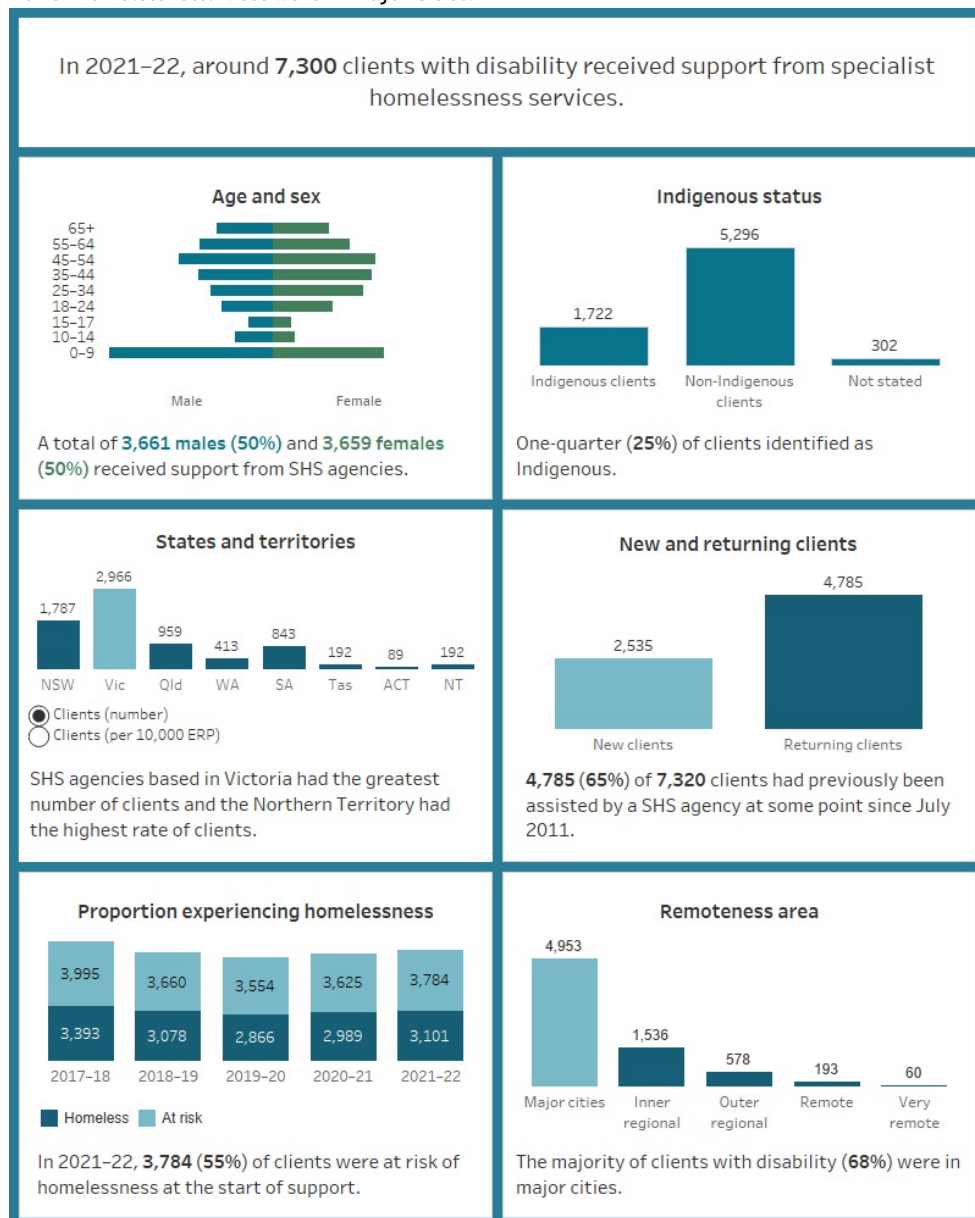 In 2021–22, around 7,300 clients with disability received support from specialist
homelessness services.
Age and sex
65+
55–64
45–54
35–44
25–34
18–24
15–17
10–14
0–9
Male
Female
A total of 3,661 males (50%) and 3,659 females
(50%) received support from SHS agencies.
Indigenous status
5,296
1,722
302
Indigenous clients
Non-Indigenous
clients
Not stated
One-quarter (25%) of clients identified as
Indigenous.
States and territories
1,787
2,966
959
413
843
192
89
192
NSW
Vic
Qld
WA
SA
Tas
ACT
NT
Clients (number)
Clients (per 10,000 ERP)
SHS agencies based in Victoria had the greatest
number of clients and the Northern Territory had
the highest rate of clients.
New and returning clients
4,785
2,535
New clients
Returning clients
4,785 (65%) of 7,320 clients had previously been
assisted by a SHS agency at some point since July
2011.
Proportion experiencing homelessness
3,995
3,660
3,554
3,625
3,784
3,393
3,078
2,866
2,989
3,101
2017–18
2018–19
2019–20
2020–21
2021–22
Homeless
At risk
In 2021–22, 3,784 (55%) of clients were at risk of
homelessness at the start of support.
Remoteness area
4,953
1,536
578
193
60
Major cities
Inner
regional
Outer
regional
Remote
Very
remote
The majority of clients with disability (68%) were in
major cities.